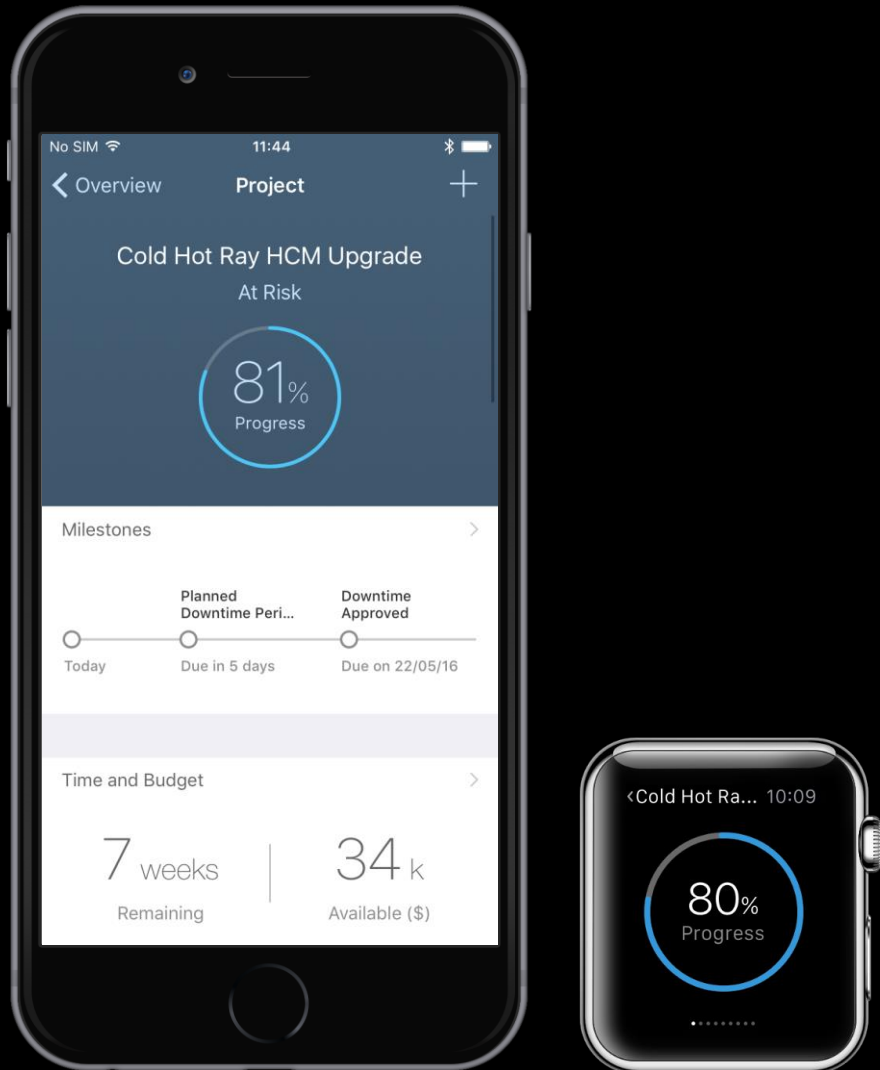 No SIM 11:44
Overview Project
Cold Hot Ray HCM Upgrade
At Risk
81%
Progress
Milestones
Planned
Downtime Peri...
Downtime
Approved
Today Due in 5 days Due on 22/05/16
Time and Budget
7 weeks 34 k
Remaining Available ($)
‹Cold Hot Ra... 10:09
80%
Progress